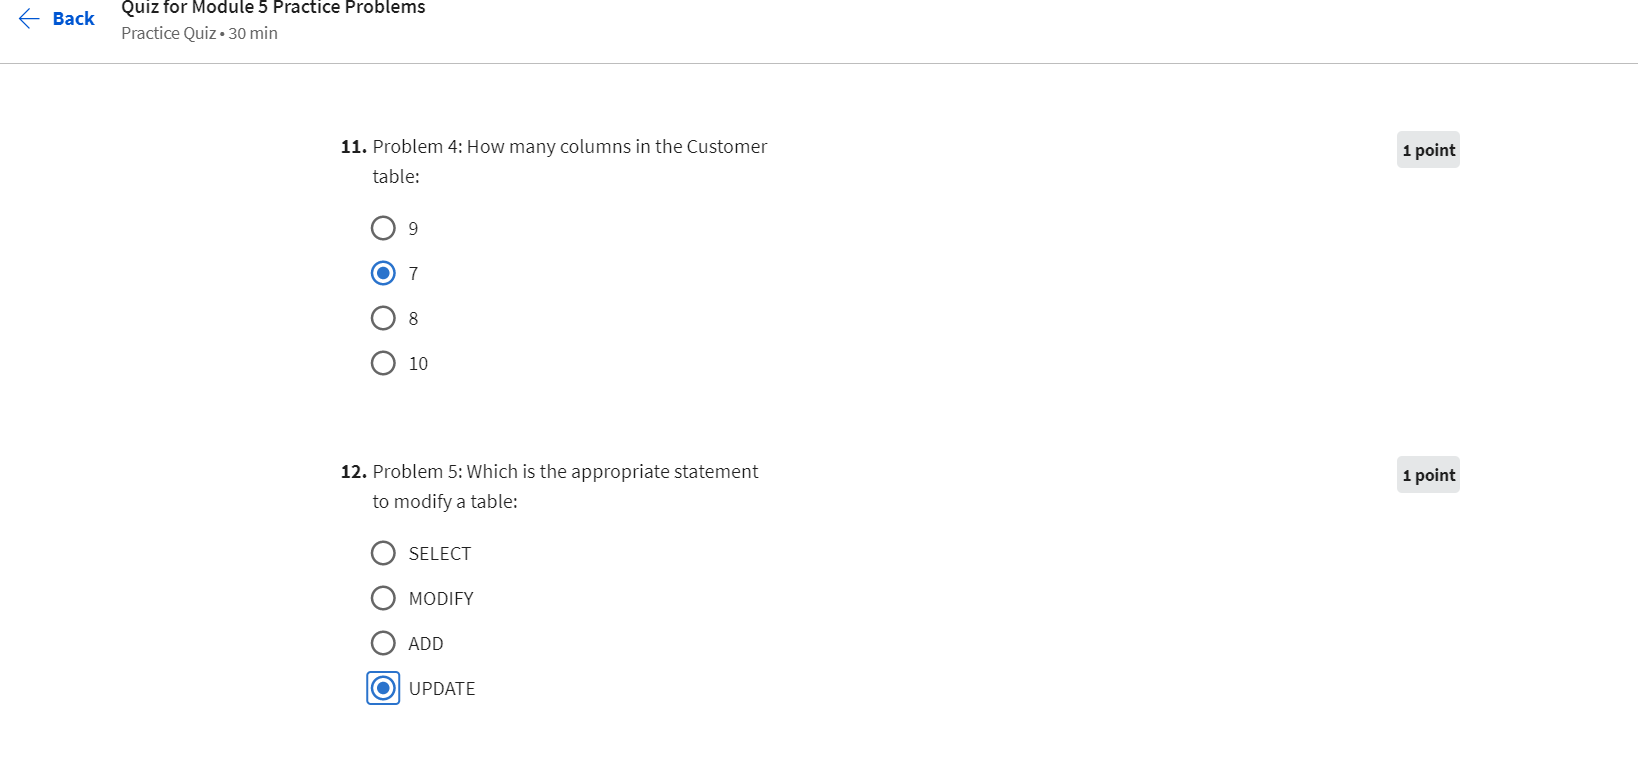 Back
Quiz for Module 5 Practice Problems
Practice Quiz • 30 min
11. Problem 4: How many columns in the Customer
table:
1 point
9
7
8
10
12. Problem 5: Which is the appropriate statement
to modify a table:
1 point
SELECT
MODIFY
ADD
UPDATE